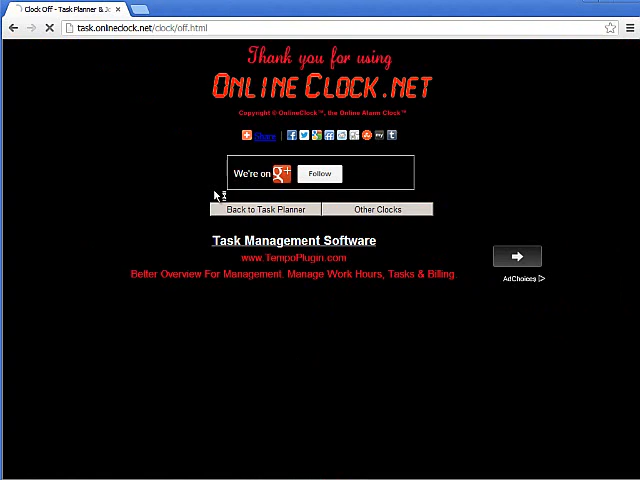 Clock Off - Task Planner & Jo
task.onlineclock.net/clock/off.html
Thank you for using
ONLINE CLOCK.NET
Copyright © OnlineClock™, the Online Alarm Clock™
Share |
We're on g+ Follow
Back to Task Planner Other Clocks
Task Management Software
www.TempoPlugin.com
Better Overview For Management. Manage Work Hours, Tasks & Billing
AdChoices